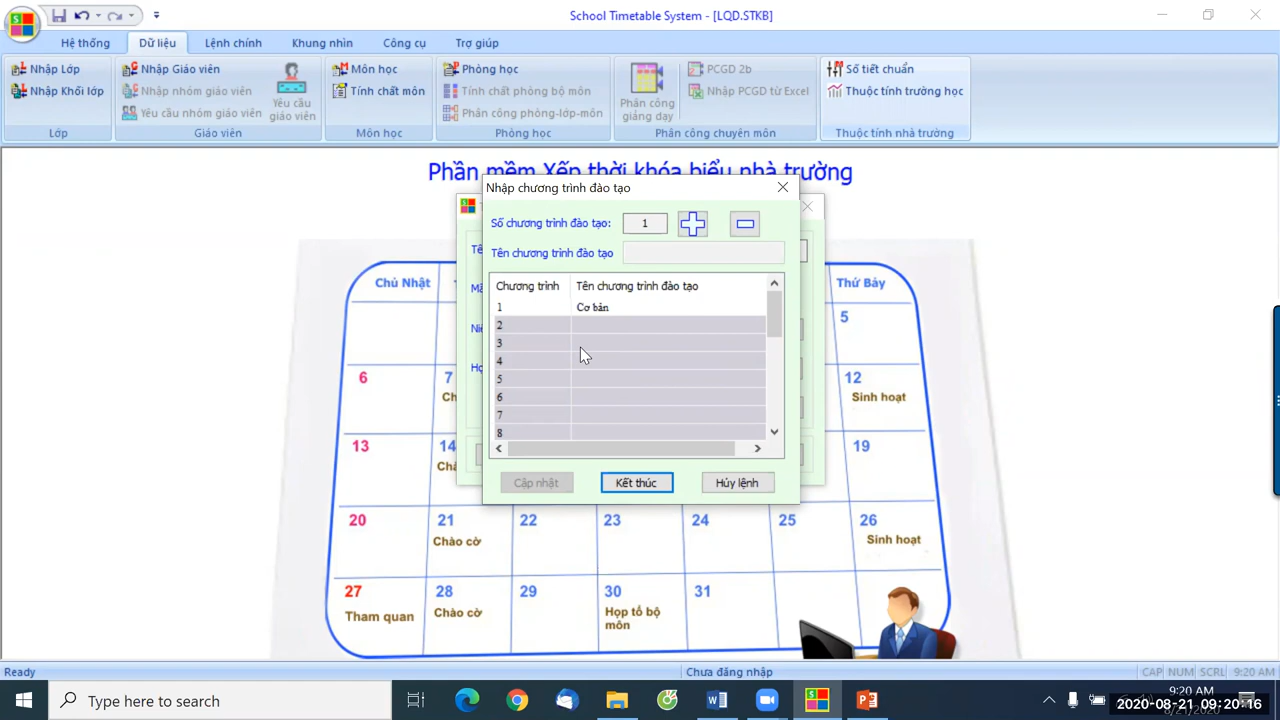 School Timetable System - [LQD.STKB]
Hệ thống Dữ liệu Lệnh chính Khung nhìn Công cụ Trợ giúp
Nhập Lớp
Nhập Khối lớp
Lớp
Nhập Giáo viên
Nhập nhóm giáo viên
Yêu cầu nhóm giáo viên
Yêu cầu
giáo viên
Giáo viên
Môn học
Tính chất môn
Môn học
Phòng học
Tính chất phòng bộ môn
Phân công phòng-lớp-môn
Phòng học
Phân công
giảng dạy
PCGD 2b
Nhập PCGD từ Excel
Phân công chuyên môn
Số tiết chuẩn
Thuộc tính trường học
Thuộc tính nhà trường
Phần mềm Xếp thời khóa biểu nhà trường
Nhập chương trình đào tạo
Số chương trình đào tạo: 1
Tên chương trình đào tạo
Chương trình Tên chương trình đào tạo
1 Cơ bản
2
3
4
5
6
7
8
Cập nhật Kết thúc Hủy lệnh
Chủ Nhật Thứ Bảy
5
6 7 12
Sinh hoạt
13 14 19
20 21 22 23 24 25 26
Chào cờ Sinh hoạt
27 28 29 30 31
Tham quan Chào cờ Họp tổ bộ
môn
Ready Chưa đăng nhập CAP NUM SCRL 9:20 AM
Type here to search
9:20 AM
2020-08-21 09:20:16